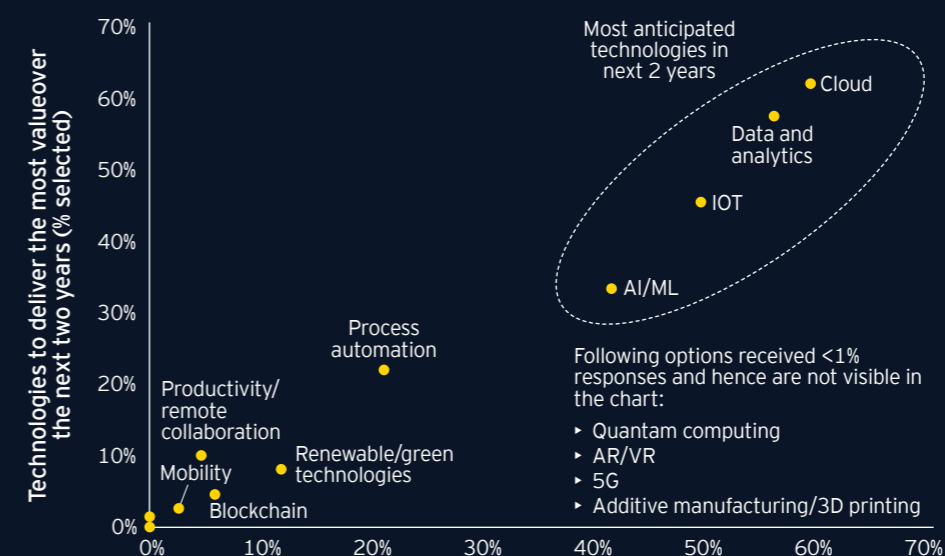 Technologies to deliver the most valueover
the next two years (% selected)
70%
60%
50%
40%
30%
20%
10%
0%
Most anticipated
technologies in
next 2 years
Cloud
Data and
analytics
IOT
AI/ML
Process
automation
Productivity/
remote
collaboration
Renewable/green
technologies
Mobility
Blockchain
Following options received <1%
responses and hence are not visible in
the chart:
‣ Quantam computing
‣ AR/VR
‣ 5G
‣ Additive manufacturing/3D printing
0% 10% 20% 30% 40% 50% 60% 70%